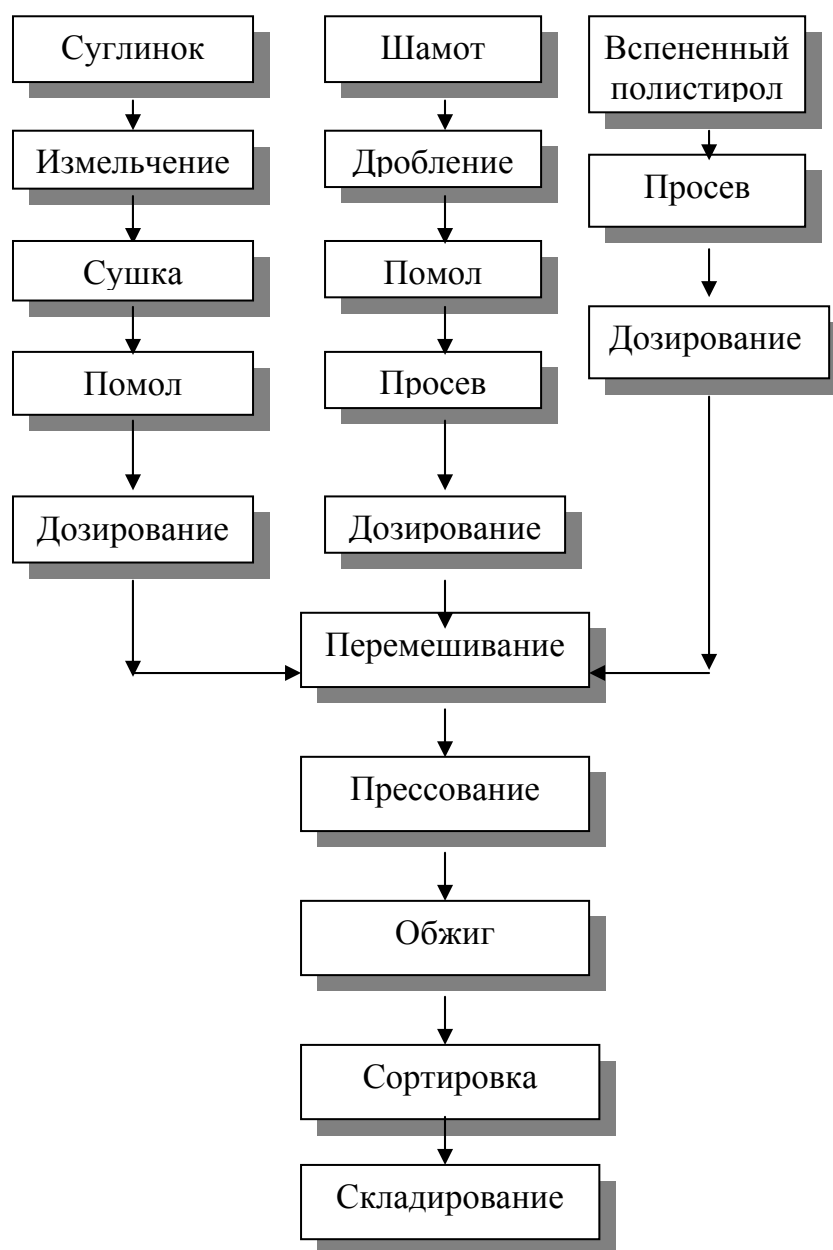 Суглинок
Измельчение
Сушка
Помол
Дозирование
Шамот
Дробление
Помол
Просев
Дозирование
Вспененный
полистирол
Просев
Дозирование
Перемешивание
Прессование
Обжиг
Сортировка
Складирование